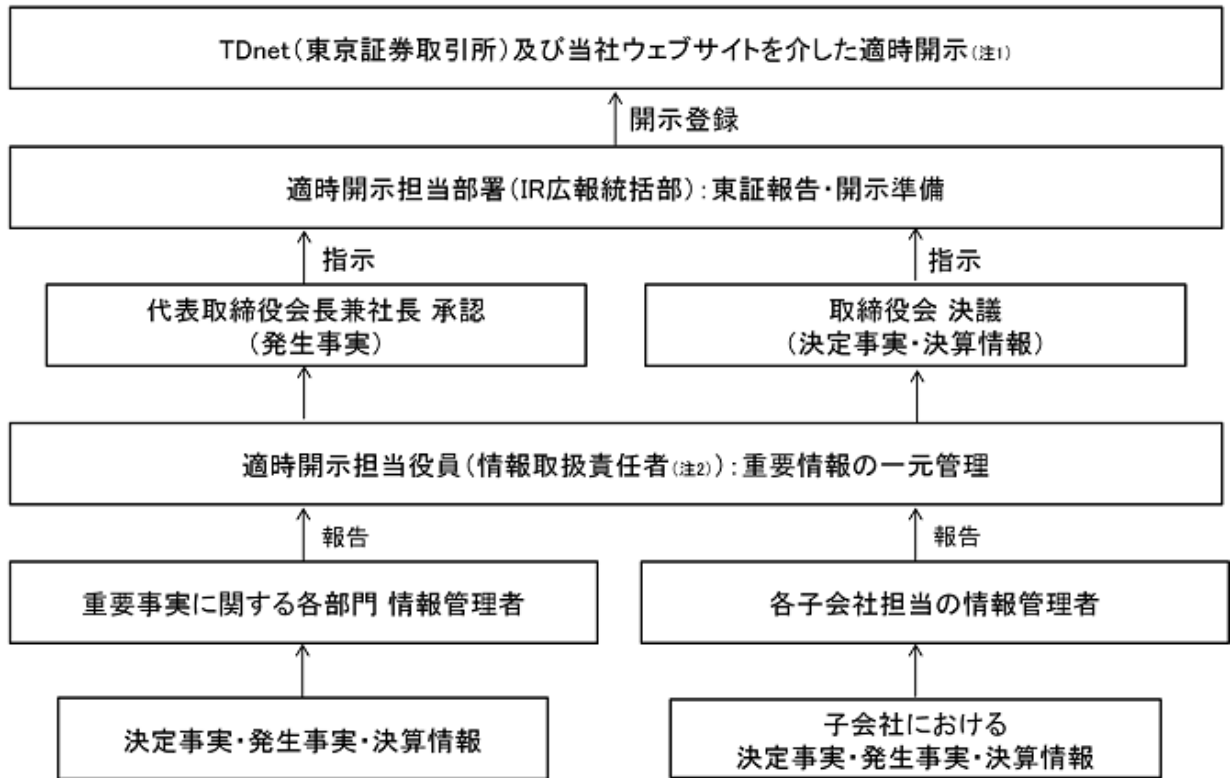 TDnet(東京証券取引所)及び当社ウェブサイトを介した適時開示(注1)
開示登録
適時開示担当部署(IR広報統括部):東証報告・開示準備
指示
指示
代表取締役会長兼社長 承認
(発生事実)
取締役会 決議
(決定事実・決算情報)
適時開示担当役員(情報取扱責任者(注2)):重要情報の一元管理
報告
報告
重要事実に関する各部門 情報管理者
各子会社担当の情報管理者
決定事実・発生事実・決算情報
子会社における
決定事実・発生事実・決算情報